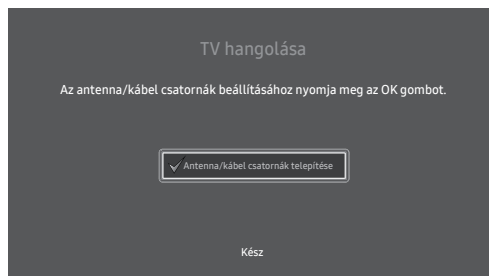 TV hangolása
Az antenna/kábel csatornák beállításához nyomja meg az OK gombot.
Antenna/kábel csatornák telepítése
Kész